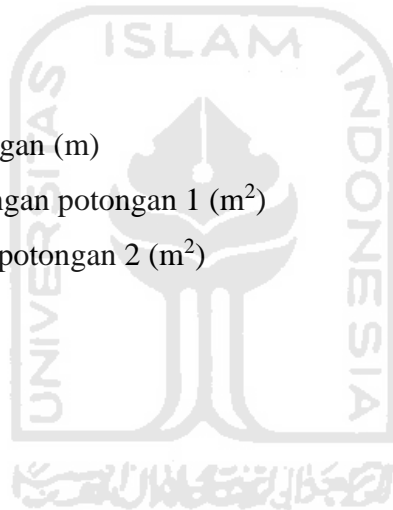 ISLAM
UNIVERSITAS
INDONESIA
gan (m)
ngan potongan 1 (m²)
potongan 2 (m²)